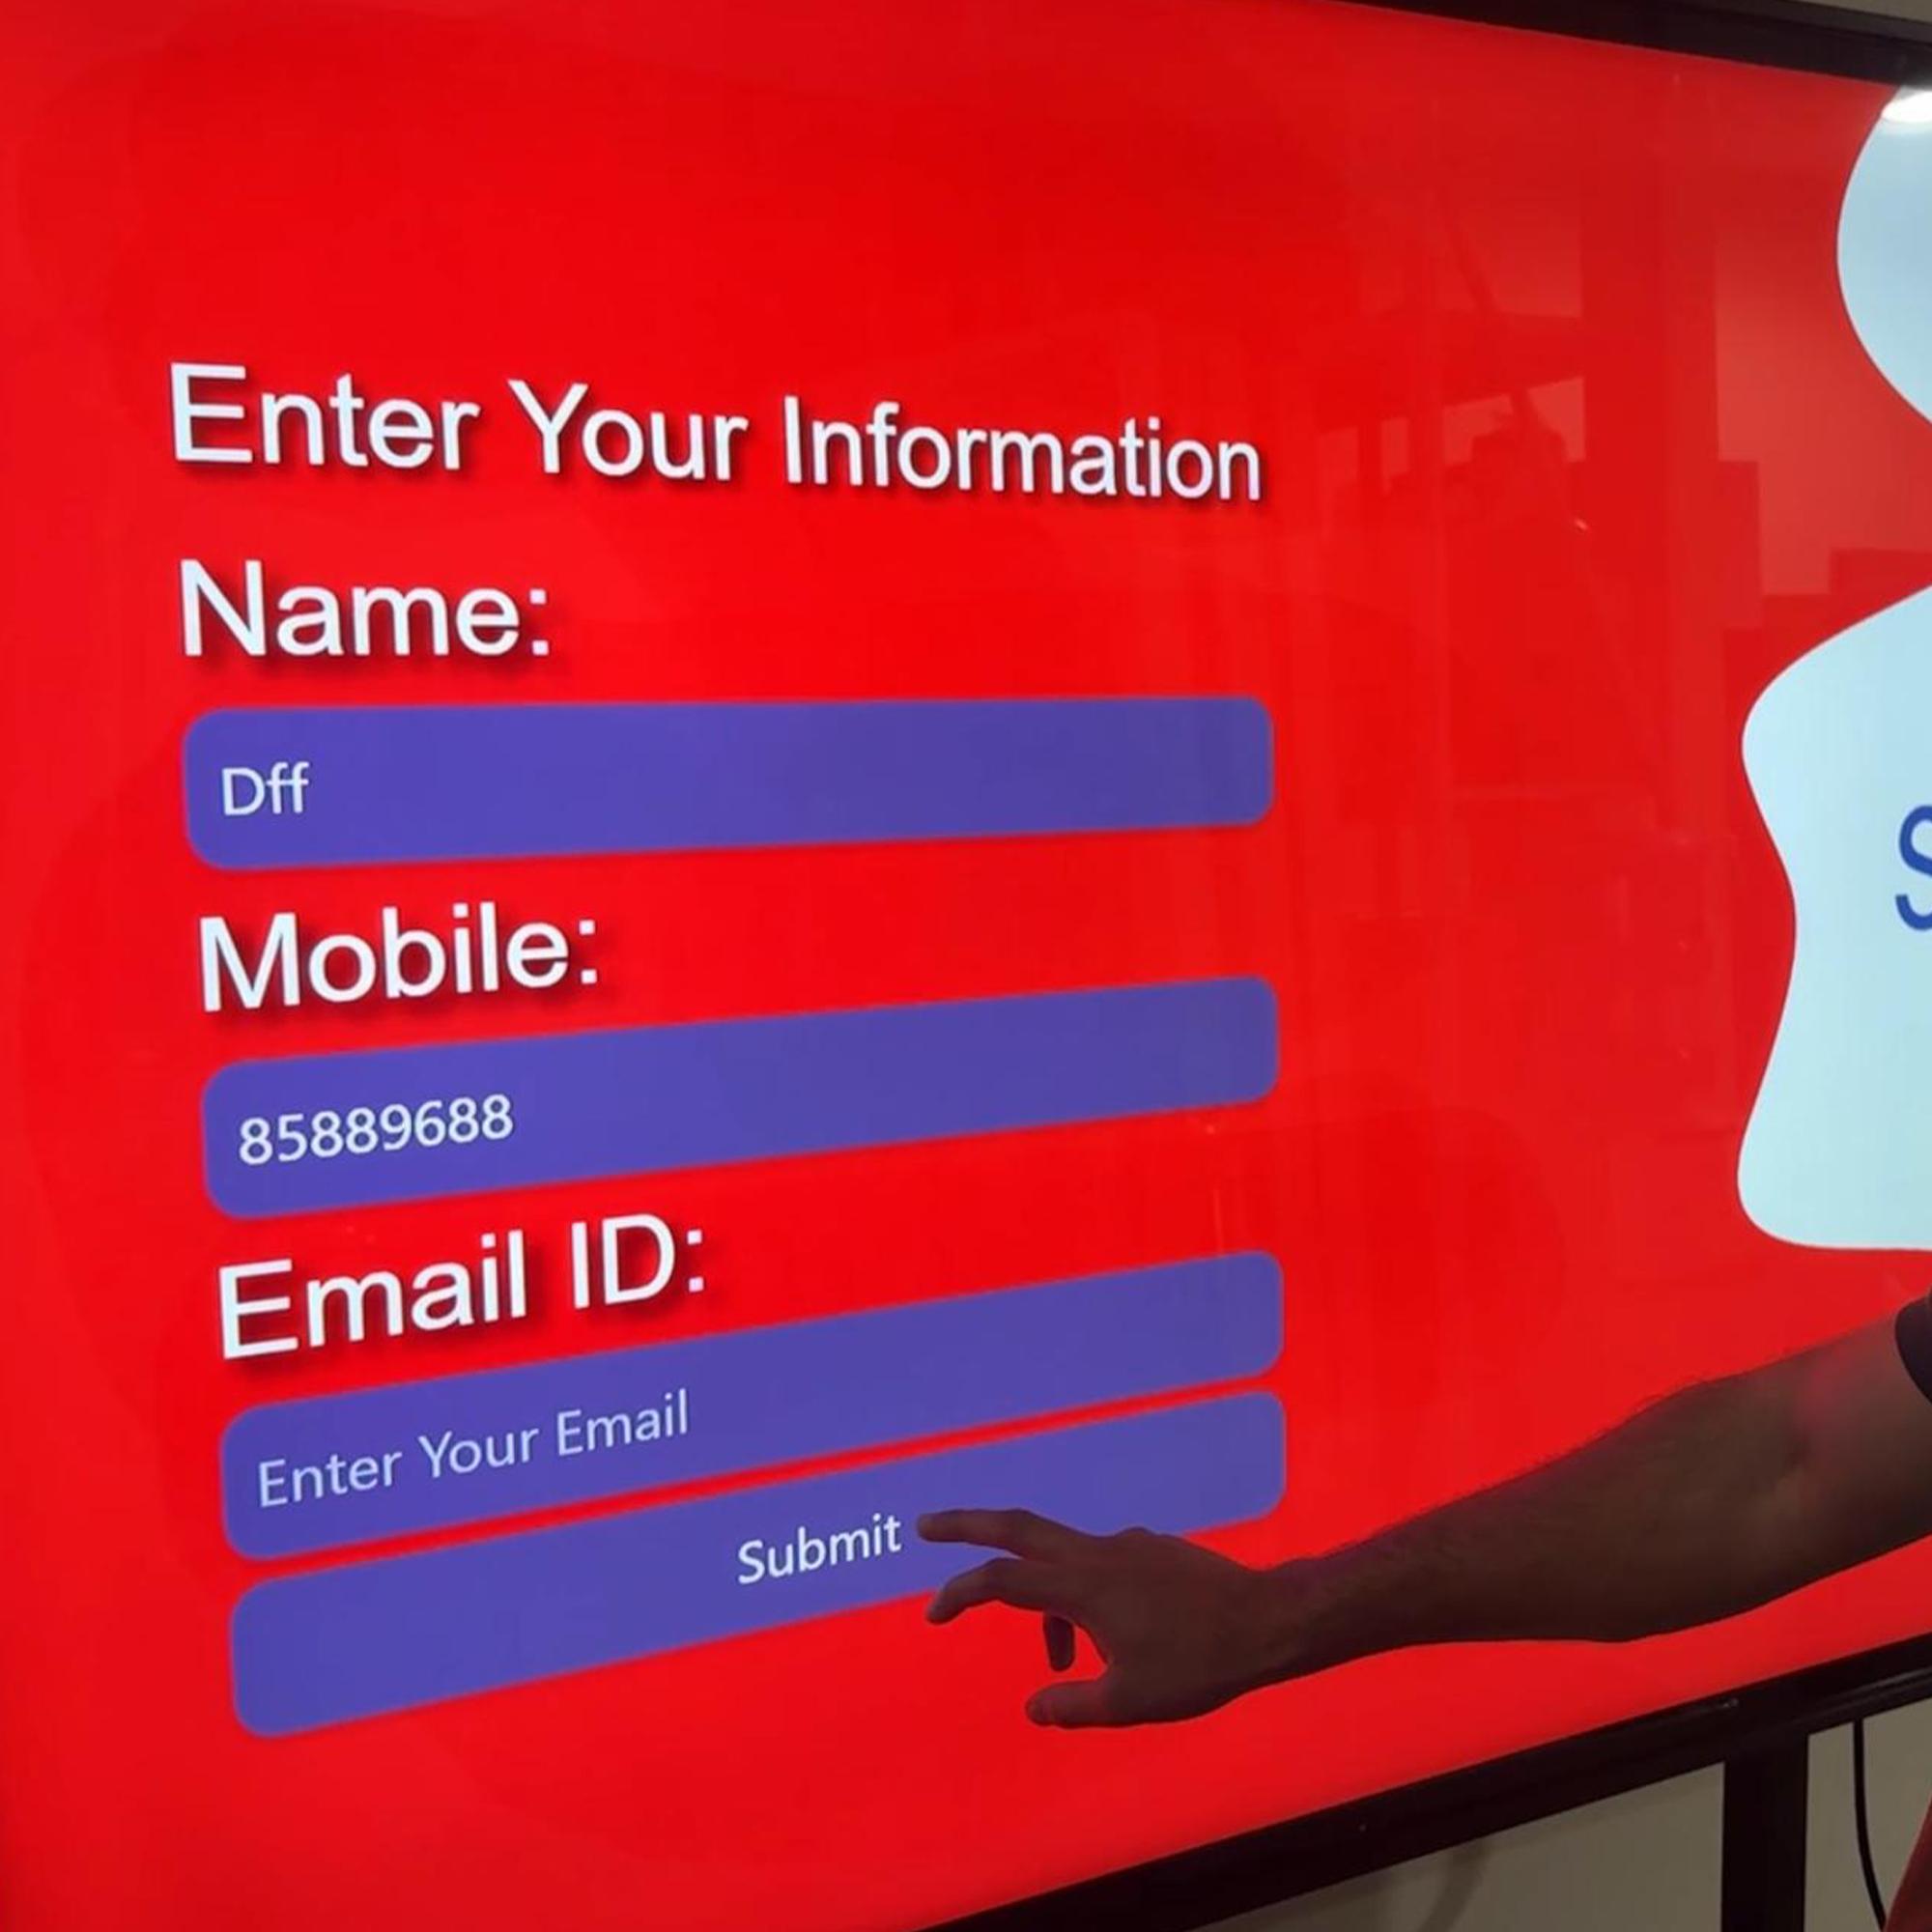 Enter Your Information
Name:
Dff
Mobile:
85889688
Email ID:
Enter Your Email
Submit
S